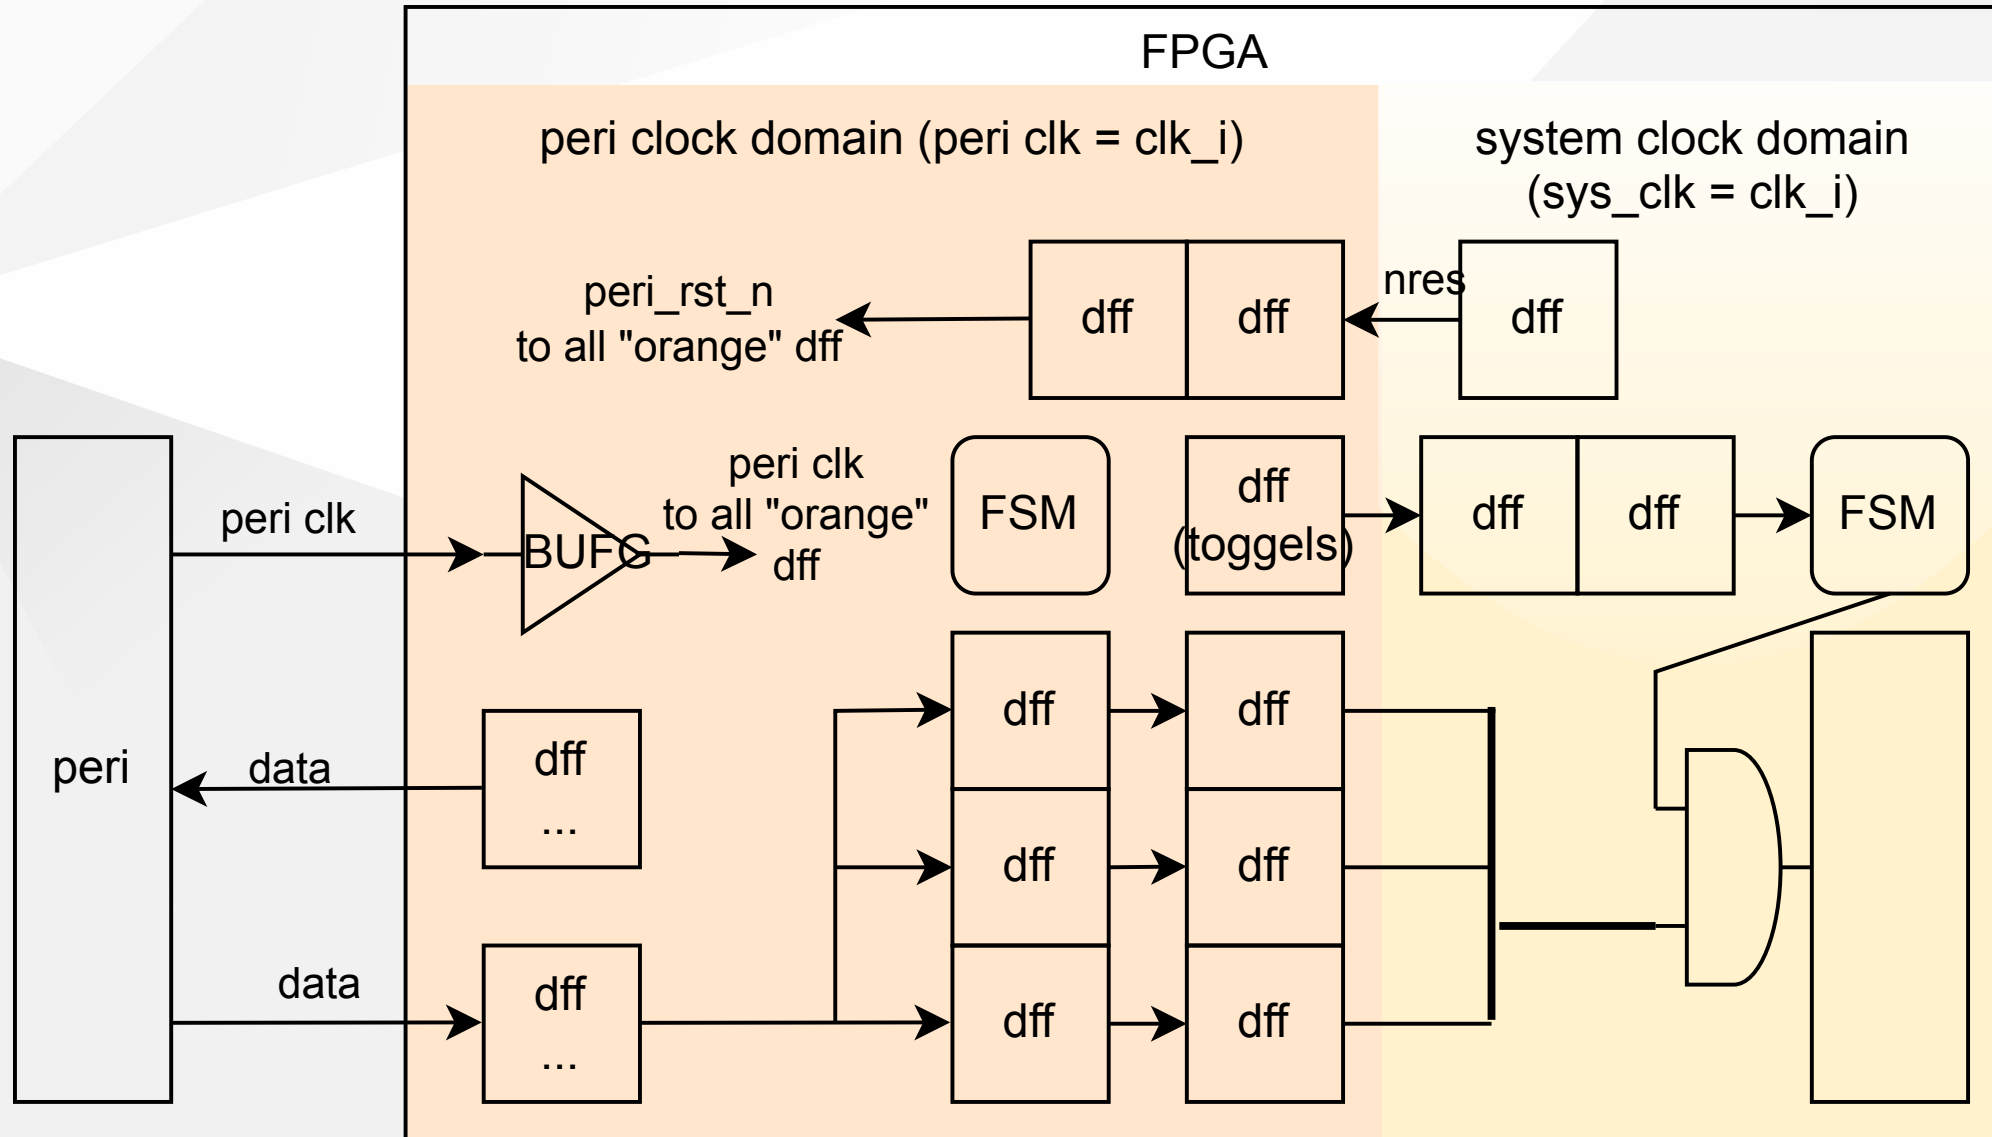 FPGA
peri clock domain (peri clk = clk_i)
system clock domain
(sys_clk = clk_i)
peri_rst_n
to all "orange" dff
dff
dff
nres
dff
peri clk
BUFG
peri clk
to all "orange"
dff
FSM
dff
(toggels)
dff
dff
FSM
peri
data
dff
...
dff
dff
dff
dff
data
dff
...
dff
dff